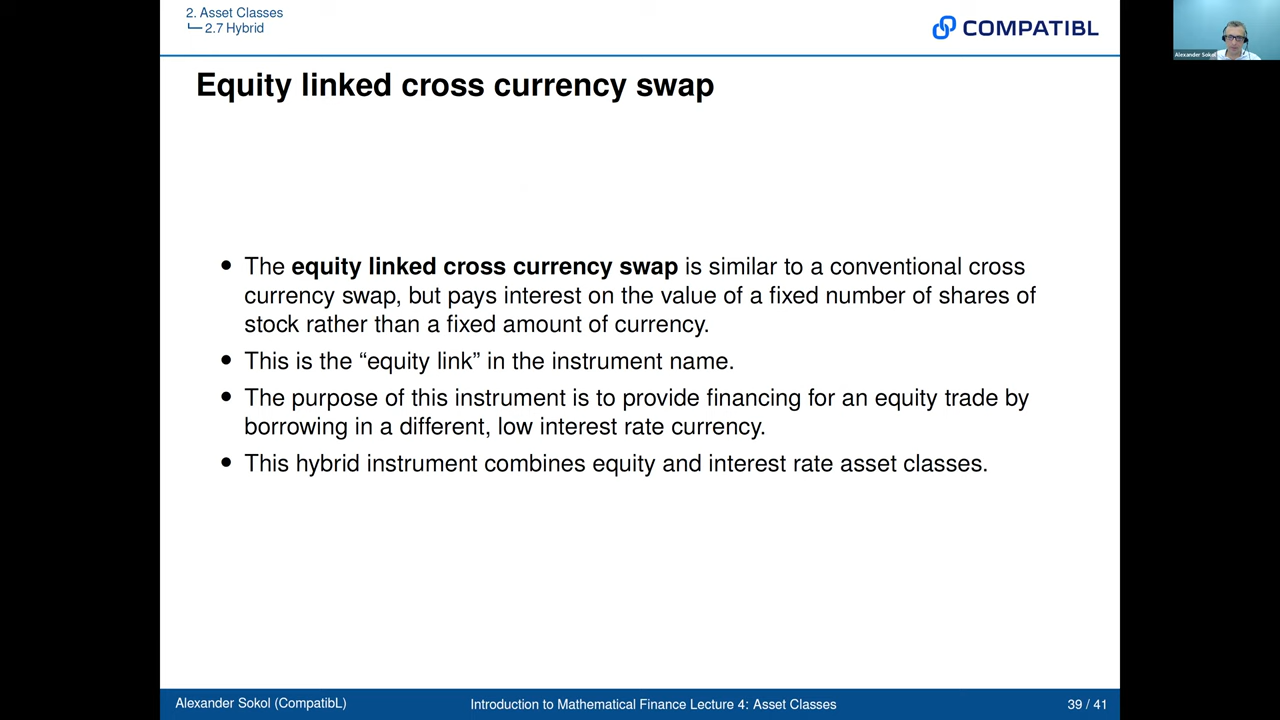 2. Asset Classes
2.7 Hybrid
COMPATIBL
Alexander Sokol
Equity linked cross currency swap
• The equity linked cross currency swap is similar to a conventional cross
currency swap, but pays interest on the value of a fixed number of shares of
stock rather than a fixed amount of currency.
• This is the “equity link” in the instrument name.
• The purpose of this instrument is to provide financing for an equity trade by
borrowing in a different, low interest rate currency.
• This hybrid instrument combines equity and interest rate asset classes.
Alexander Sokol (CompatibL)
Introduction to Mathematical Finance Lecture 4: Asset Classes
39 / 41